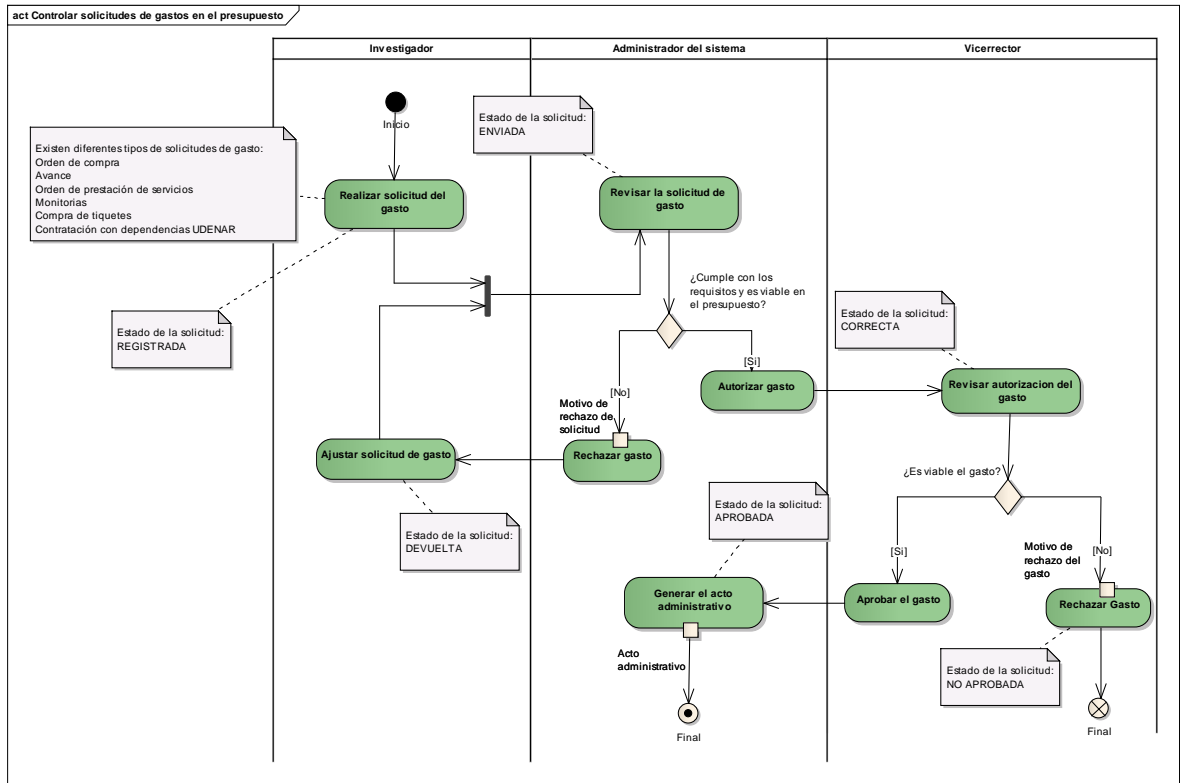 act Controlar solicitudes de gastos en el presupuesto
Investigador
Administrador del sistema
Vicerrector
Inicio
Estado de la solicitud:
ENVIADA
Existen diferentes tipos de solicitudes de gasto:
Orden de compra
Avance
Orden de prestación de servicios
Monitorias
Compra de tiquetes
Contratación con dependencias UDENAR
Realizar solicitud del
gasto
Revisar la solicitud de
gasto
¿Cumple con los
requisitos y es viable en
el presupuesto?
Estado de la solicitud:
CORRECTA
Estado de la solicitud:
REGISTRADA
[Si]
[No]
Autorizar gasto
Revisar autorizacion del
gasto
Motivo de
rechazo de
solicitud
Ajustar solicitud de gasto
Rechazar gasto
¿Es viable el gasto?
Estado de la solicitud:
APROBADA
Estado de la solicitud:
DEVUELTA
[Si]
[No]
Motivo de
rechazo del
gasto
Generar el acto
administrativo
Aprobar el gasto
Rechazar Gasto
Acto
administrativo
Estado de la solicitud:
NO APROBADA
Final
Final